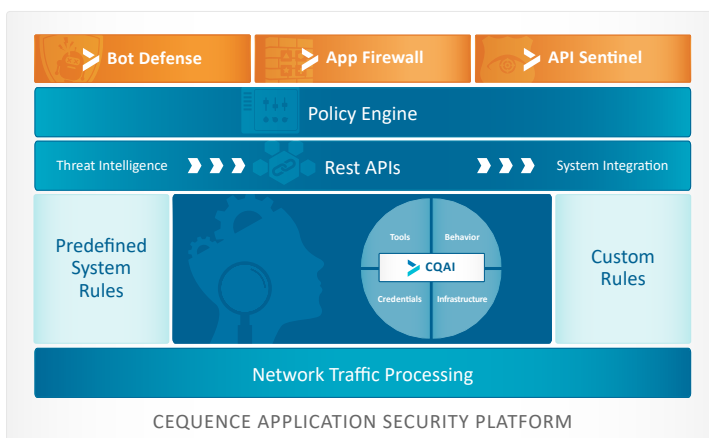 Bot Defense
App Firewall
API Sentinel
Policy Engine
Threat Intelligence
Rest APIs
System Integration
Predefined
System
Rules
Tools
Behavior
CQAI
Credentials
Infrastructure
Custom
Rules
Network Traffic Processing
CEQUENCE APPLICATION SECURITY PLATFORM